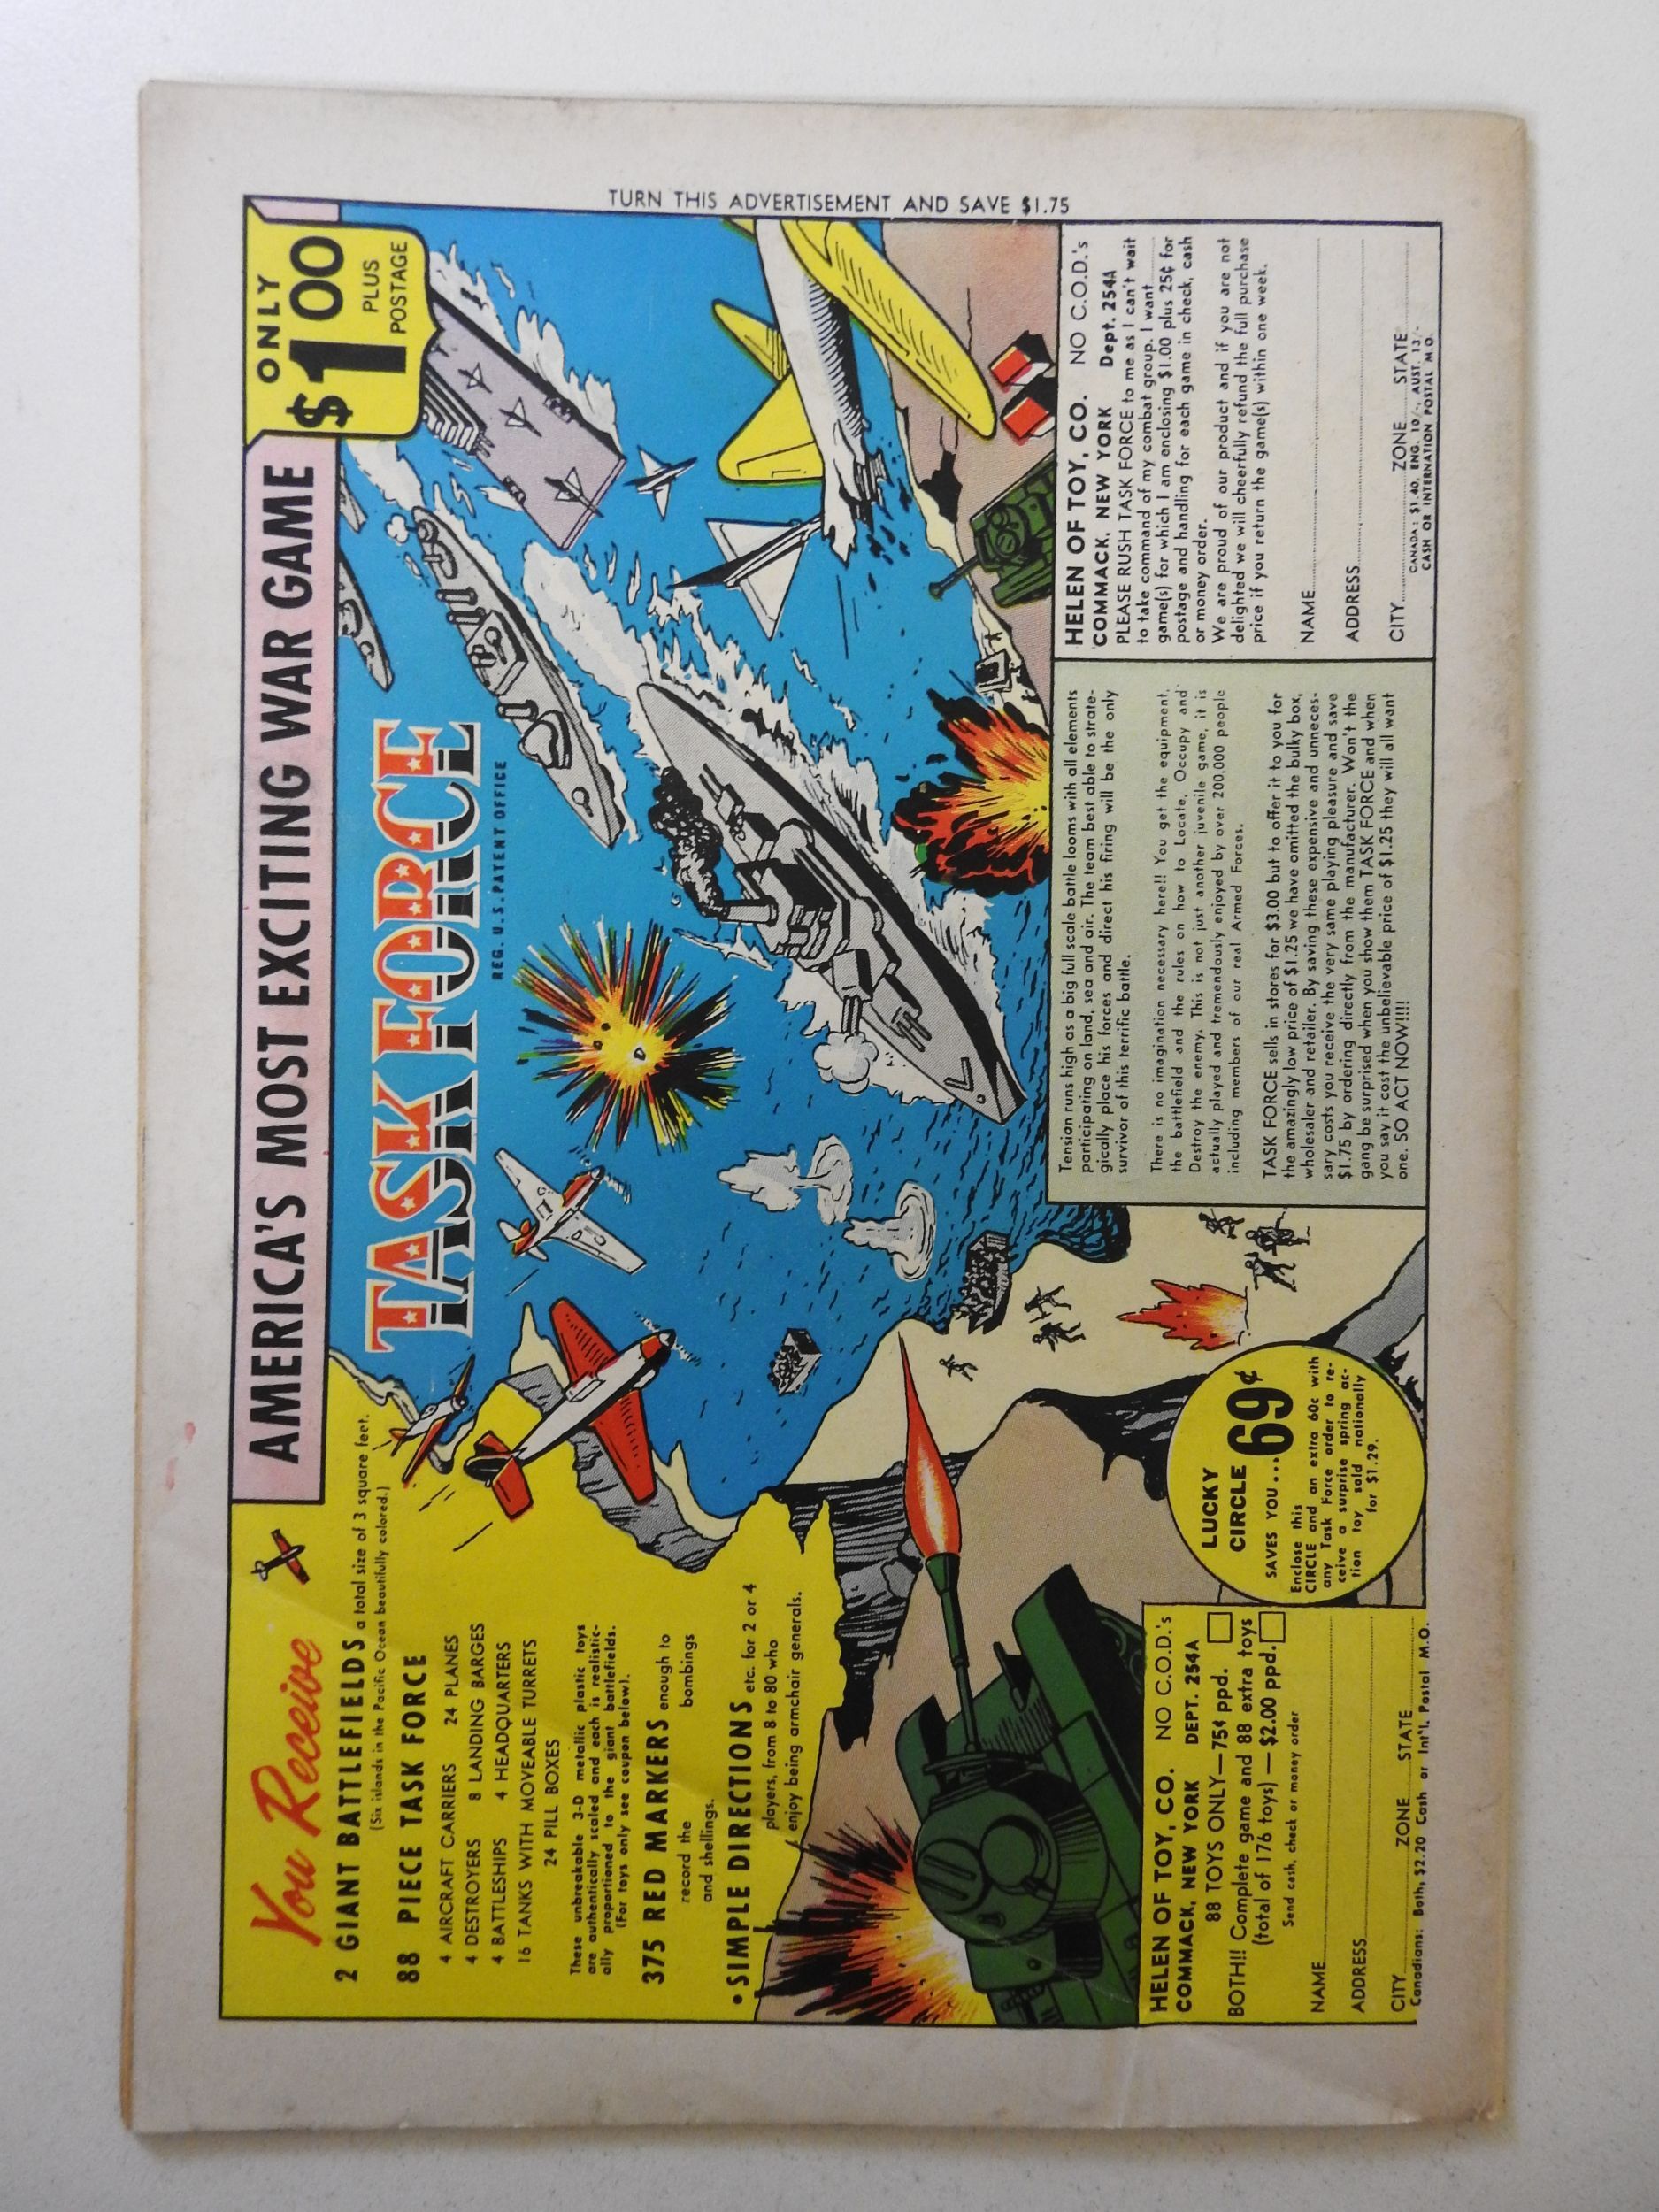 TURN THIS ADVERTISEMENT AND SAVE $1.75
AMERICA'S MOST EXCITING WAR GAME
ONLY
$1 00
PLUS
POSTAGE
TASK FORCE
REG. U.S. PATENT OFFICE
You Receive
2 GIANT BATTLEFIELDS a total size of 3 square feet.
(Six islands in the Pacific Ocean beautifully colored.)
88 PIECE TASK FORCE
4 AIRCRAFT CARRIERS 24 PLANES
4 DESTROYERS 8 LANDING BARGES
4 BATTLESHIPS 4 HEADQUARTERS
16 TANKS WITH MOVEABLE TURRETS
24 PILL BOXES
These unbreakable 3-D metallic plastic toys
are authentically scaled and each is realistic-
ally proportioned to the giant battlefields.
(For toys only see coupon below).
375 RED MARKERS enough to
record the bombings
and shellings.
• SIMPLE DIRECTIONS etc. for 2 or 4
players, from 8 to 80 who
enjoy being armchair generals.
HELEN OF TOY, CO. NO C.O.D.'s
COMMACK, NEW YORK DEPT. 254A
88 TOYS ONLY—75¢ ppd.
BOTH!! Complete game and 88 extra toys
(total of 176 toys) — $2.00 ppd.
Send cash, check or money order
NAME
ADDRESS
CITY ZONE STATE
Canadians: Both, $2.20 Cash or Int'l. Postal M.O.
LUCKY
CIRCLE 69¢
SAVES YOU...
Enclose this
CIRCLE and an extra 60c with
any Task Force order to re-
ceive a surprise spring ac-
tion toy sold nationally
for $1.29.
Tension runs high as a big full scale battle looms with all elements
participating on land, sea and air. The team best able to strate-
gically place his forces and direct his firing will be the only
survivor of this terrific battle.
There is no imagination necessary here!! You get the equipment,
the battlefield and the rules on how to Locate, Occupy and
Destroy the enemy. This is not just another juvenile game, it is
actually played and tremendously enjoyed by over 200,000 people
including members of our real Armed Forces.
TASK FORCE sells in stores for $3.00 but to offer it to you for
the amazingly low price of $1.25 we have omitted the bulky box,
wholesaler and retailer. By saving these expensive and unneces-
sary costs you receive the very same playing pleasure and save
$1.75 by ordering directly from the manufacturer. Won't the
gang be surprised when you show them TASK FORCE and when
you say it cost the unbelievable price of $1.25 they will all want
one. SO ACT NOW!!!!
HELEN OF TOY, CO. NO C.O.D.'s
COMMACK, NEW YORK Dept. 254A
PLEASE RUSH TASK FORCE to me as I can't wait
to take command of my combat group. I want
game(s) for which I am enclosing $1.00 plus 25¢ for
postage and handling for each game in check, cash
or money order.
We are proud of our product and if you are not
delighted we will cheerfully refund the full purchase
price if you return the game(s) within one week.
NAME
ADDRESS
CITY ZONE STATE
CANADA: $1.40, ENG. 10/-, AUST. 13/-
CASH OR INTERNATIONAL POSTAL M.O.